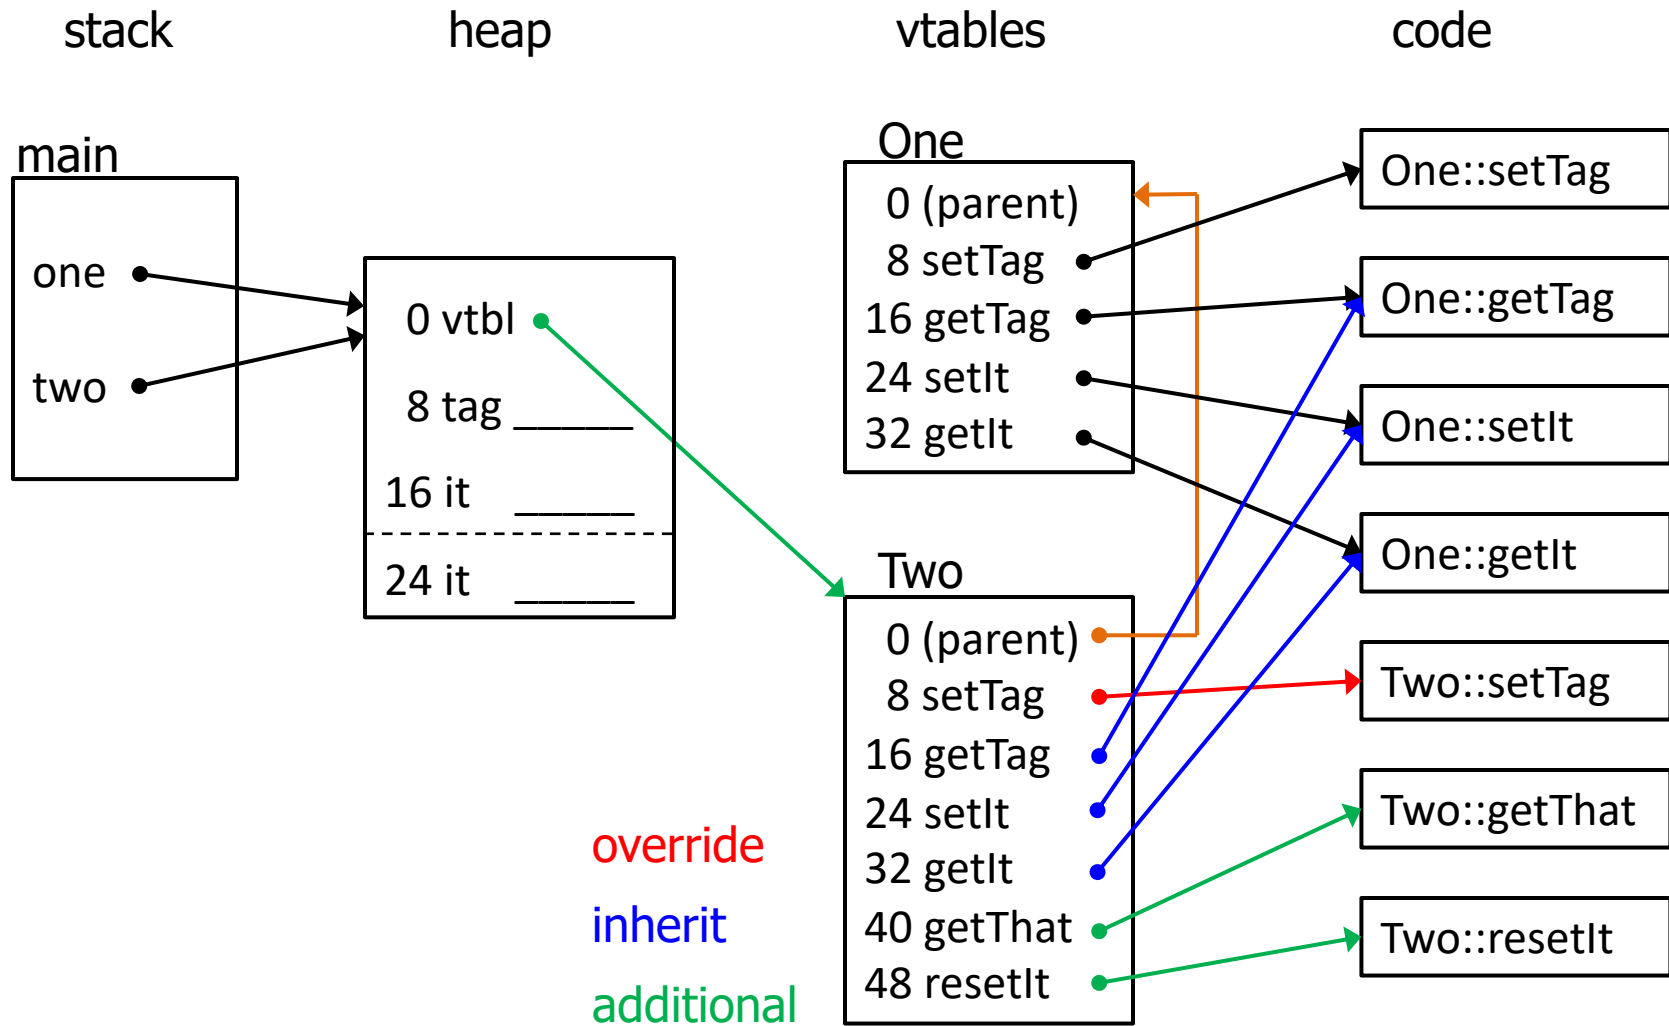 stack
heap
vtables
code
main
one
two
0 vtbl
8 tag ______
16 it ______
24 it ______
One
0 (parent)
8 setTag
16 getTag
24 setIt
32 getIt
Two
0 (parent)
8 setTag
16 getTag
24 setIt
32 getIt
40 getThat
48 resetIt
One::setTag
One::getTag
One::setIt
One::getIt
Two::setTag
Two::getThat
Two::resetIt
override
inherit
additional